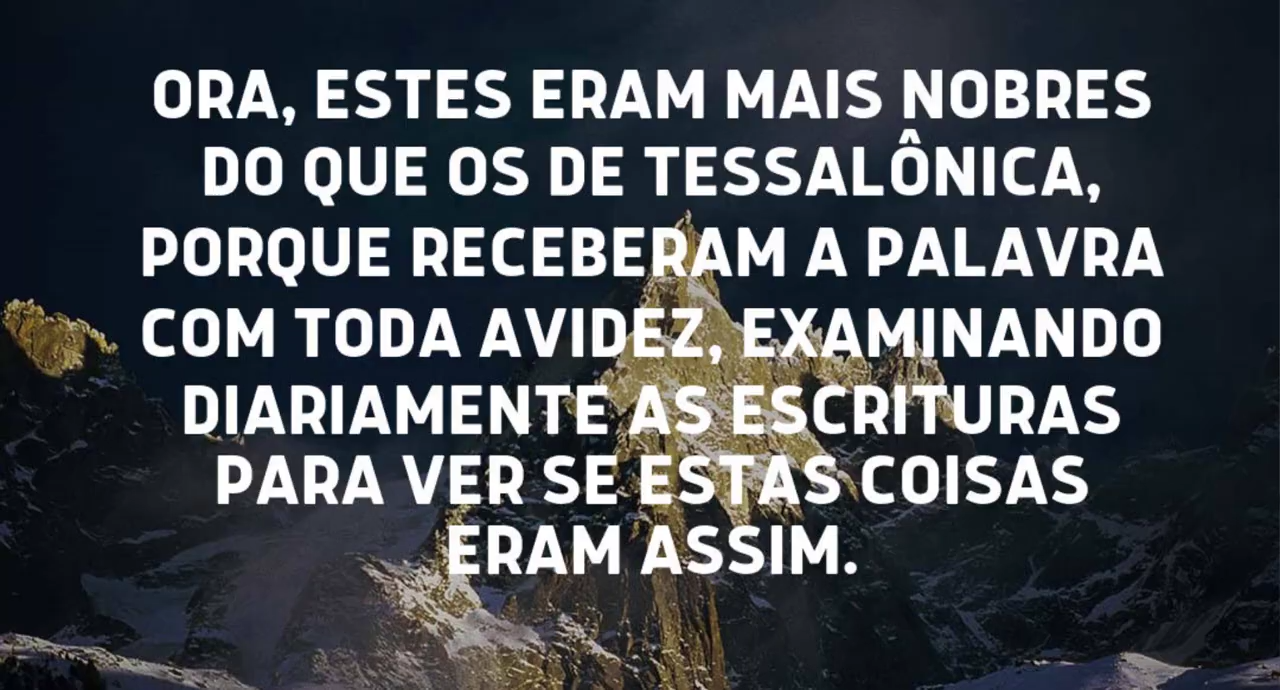 ORA, ESTES ERAM MAIS NOBRES
DO QUE OS DE TESSALÔNICA,
PORQUE RECEBERAM A PALAVRA
COM TODA AVIDEZ, EXAMINANDO
DIARIAMENTE AS ESCRITURAS
PARA VER SE ESTAS COISAS
ERAM ASSIM.